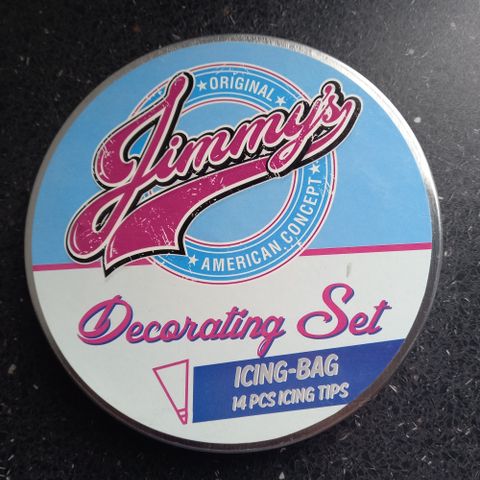 ORIGINAL
Jimmy's
AMERICAN CONCEPT
Decorating Set
ICING-BAG
14 PCS ICING TIPS